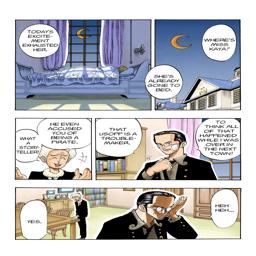 WHERE'S
MISS
KAYA?
SHE'S
ALREADY
GONE TO
BED.
TODAY'S
EXCITE-
MENT
EXHAUSTED
HER.
TO
THINK ALL
OF THAT
HAPPENED
WHILE I WAS
OVER IN
THE NEXT
TOWN!
THAT
USOPP IS A
TROUBLE-
MAKER.
HE EVEN
ACCUSED
YOU OF
BEING A
PIRATE.
WHAT
A
STORY-
TELLER!
HEH
HEH...
YES.